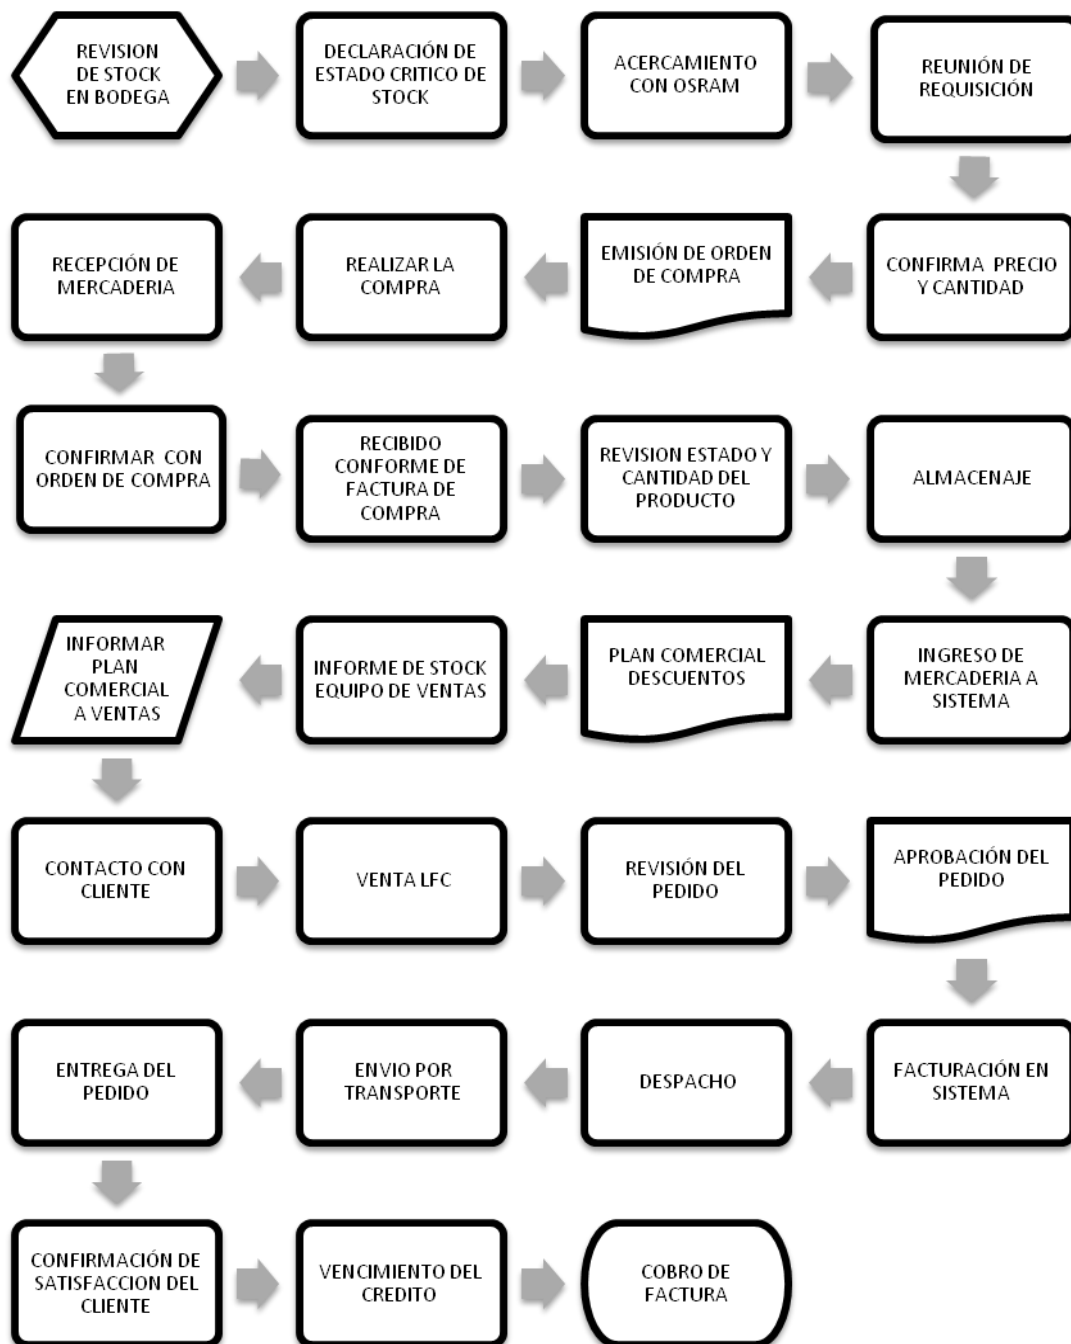 REVISION
DE STOCK
EN BODEGA
DECLARACIÓN DE
ESTADO CRITICO DE
STOCK
ACERCAMIENTO
CON OSRAM
REUNIÓN DE
REQUISICIÓN
CONFIRMA PRECIO
Y CANTIDAD
EMISIÓN DE ORDEN
DE COMPRA
REALIZAR LA
COMPRA
RECEPCIÓN DE
MERCADERIA
CONFIRMAR CON
ORDEN DE COMPRA
RECIBIDO
CONFORME DE
FACTURA DE
COMPRA
REVISION ESTADO Y
CANTIDAD DEL
PRODUCTO
ALMACENAJE
INGRESO DE
MERCADERIA A
SISTEMA
PLAN COMERCIAL
DESCUENTOS
INFORME DE STOCK
EQUIPO DE VENTAS
INFORMAR
PLAN
COMERCIAL
A VENTAS
CONTACTO CON
CLIENTE
VENTA LFC
REVISIÓN DEL
PEDIDO
APROBACIÓN DEL
PEDIDO
FACTURACIÓN EN
SISTEMA
DESPACHO
ENVIO POR
TRANSPORTE
ENTREGA DEL
PEDIDO
CONFIRMACIÓN DE
SATISFACCION DEL
CLIENTE
VENCIMIENTO DEL
CREDITO
COBRO DE
FACTURA